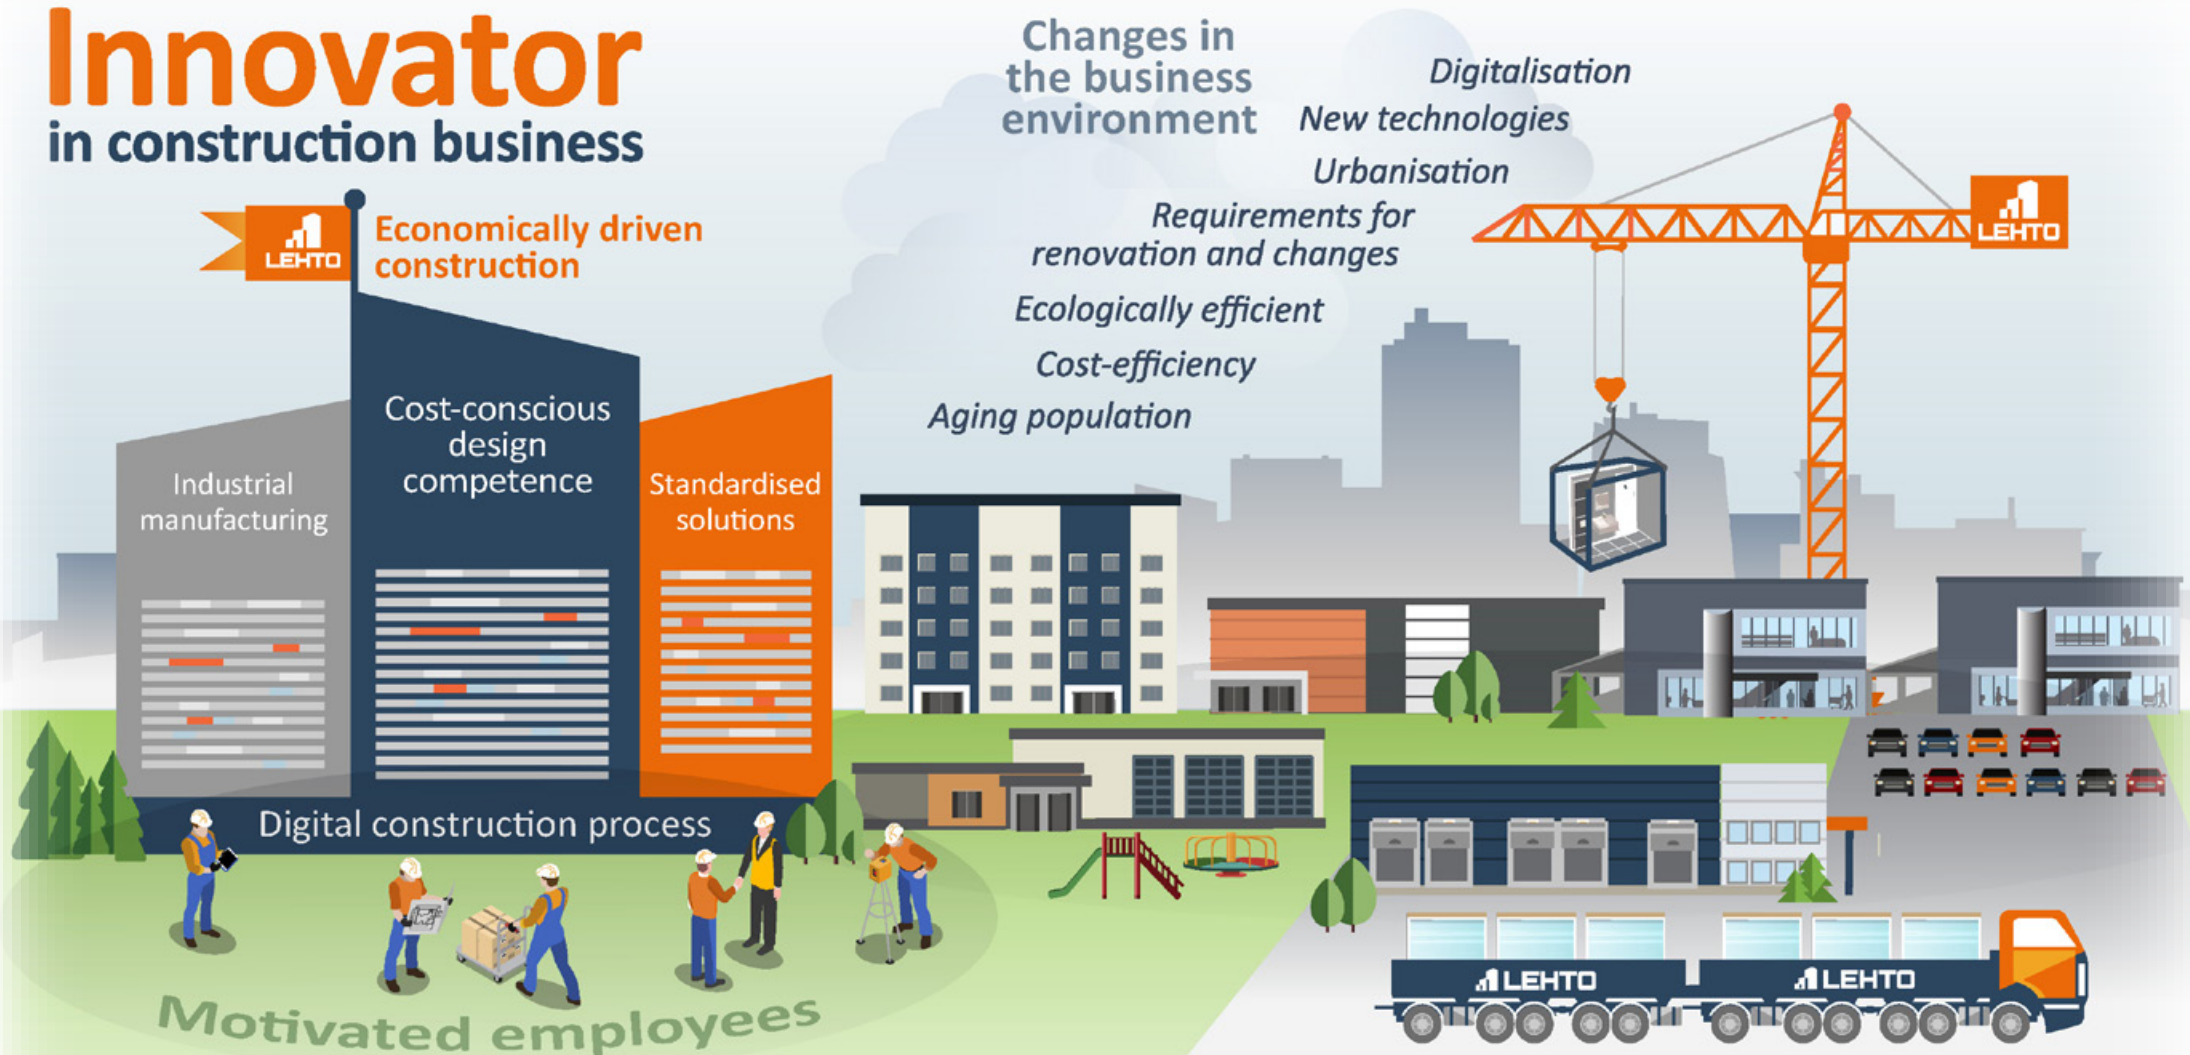 Innovator
in construction business
LEHTO
Economically driven
construction
Industrial
manufacturing
Cost-conscious
design
competence
Standardised
solutions
Digital construction process
Motivated employees
Changes in
the business
environment
Digitalisation
New technologies
Urbanisation
Requirements for
renovation and changes
Ecologically efficient
Cost-efficiency
Aging population
LEHTO
LEHTO
LEHTO